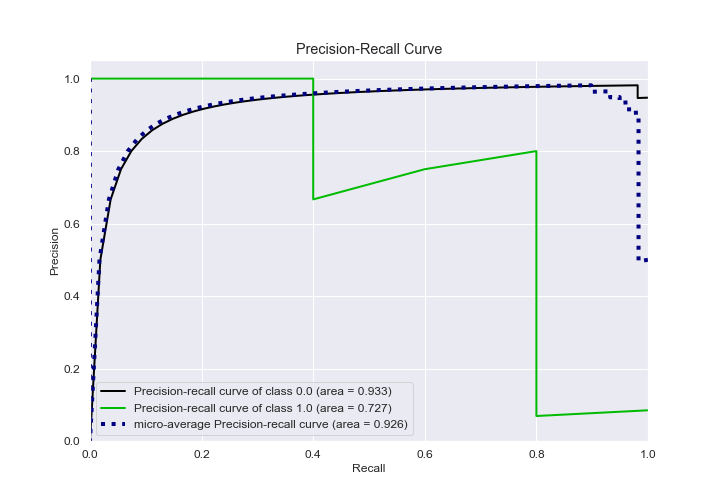 Precision-Recall Curve
1.0
0.8
0.6
0.4
0.2
0.0
Precision
Precision-recall curve of class 0.0 (area = 0.933)
Precision-recall curve of class 1.0 (area = 0.727)
micro-average Precision-recall curve (area = 0.926)
0.0 0.2 0.4 0.6 0.8 1.0
Recall